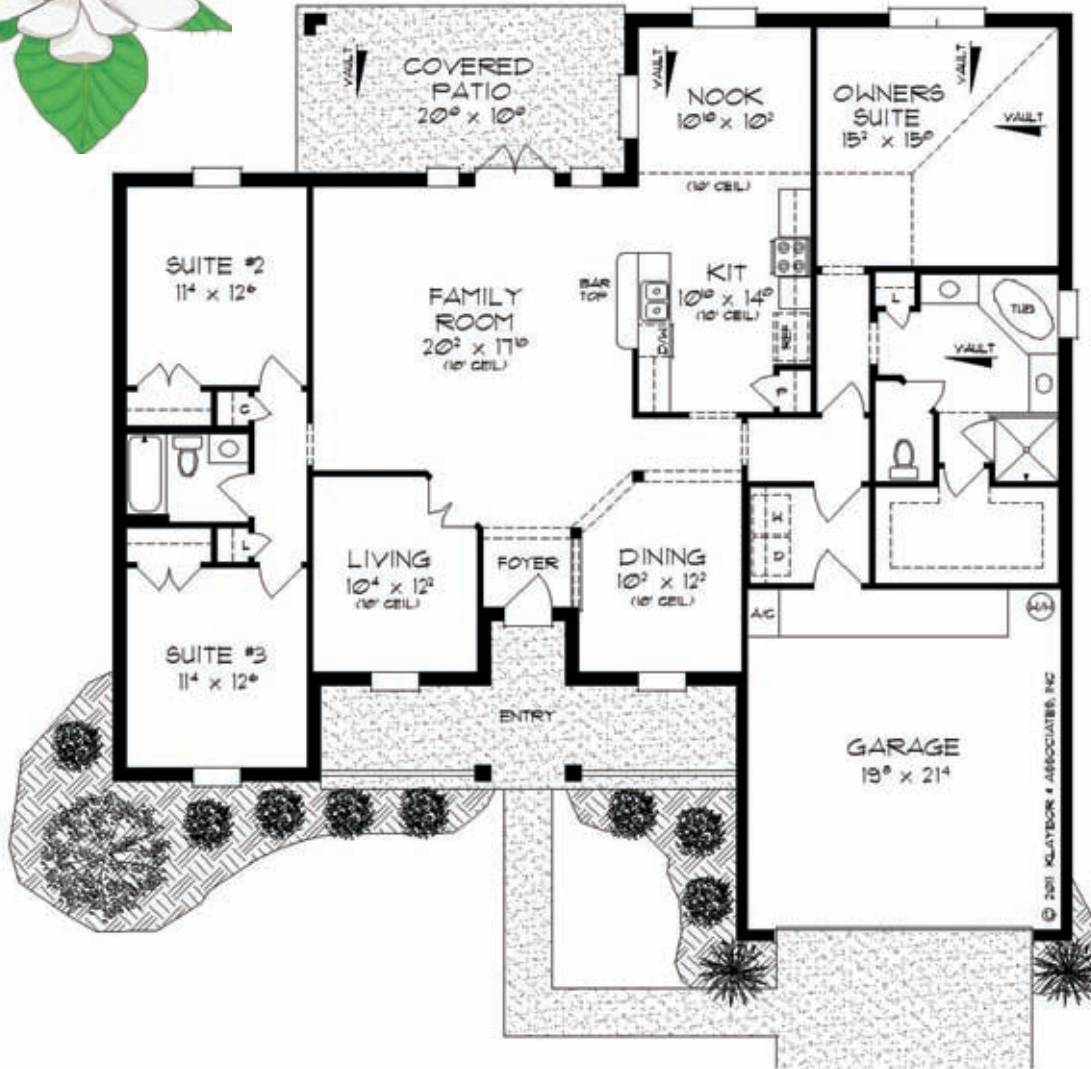 VAULT
COVERED
PATIO
20⁰ x 10⁰
VAULT
NOOK
10¹⁰ x 10²
(10' CEIL)
OWNERS
SUITE
15² x 15⁰
VAULT
VAULT
SUITE #2
11⁴ x 12⁶
FAMILY
ROOM
20² x 17¹⁰
(10' CEIL)
BAR
TOP
D/W
KIT
10¹⁰ x 14⁰
(10' CEIL)
REF
P
L
TUB
VAULT
C
L
LIVING
10⁴ x 12²
(10' CEIL)
FOYER
DINING
10² x 12²
(10' CEIL)
W
D
A/C
W/H
SUITE #3
11⁴ x 12⁶
ENTRY
GARAGE
19⁸ x 21⁴
© 2011 KLAYBOR & ASSOCIATES, INC